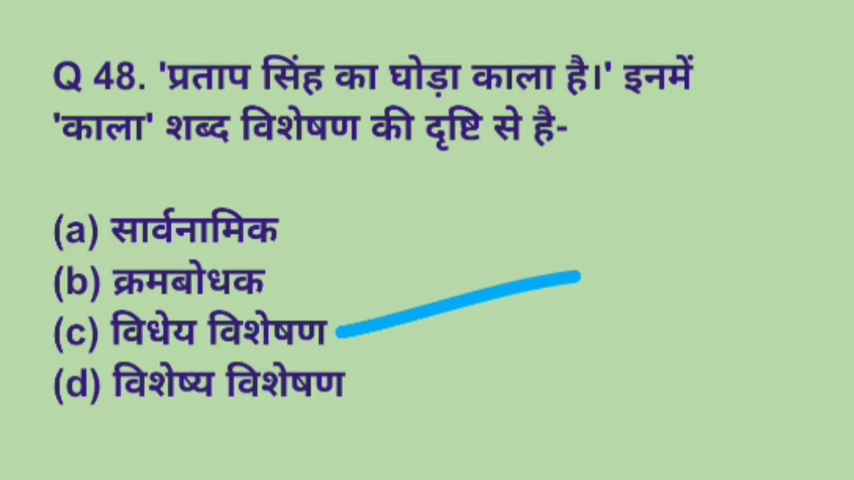 Q 48. 'प्रताप सिंह का घोड़ा काला है।' इनमें
'काला' शब्द विशेषण की दृष्टि से है-
(a) सार्वनामिक
(b) क्रमबोधक
(c) विधेय विशेषण
(d) विशेष्य विशेषण